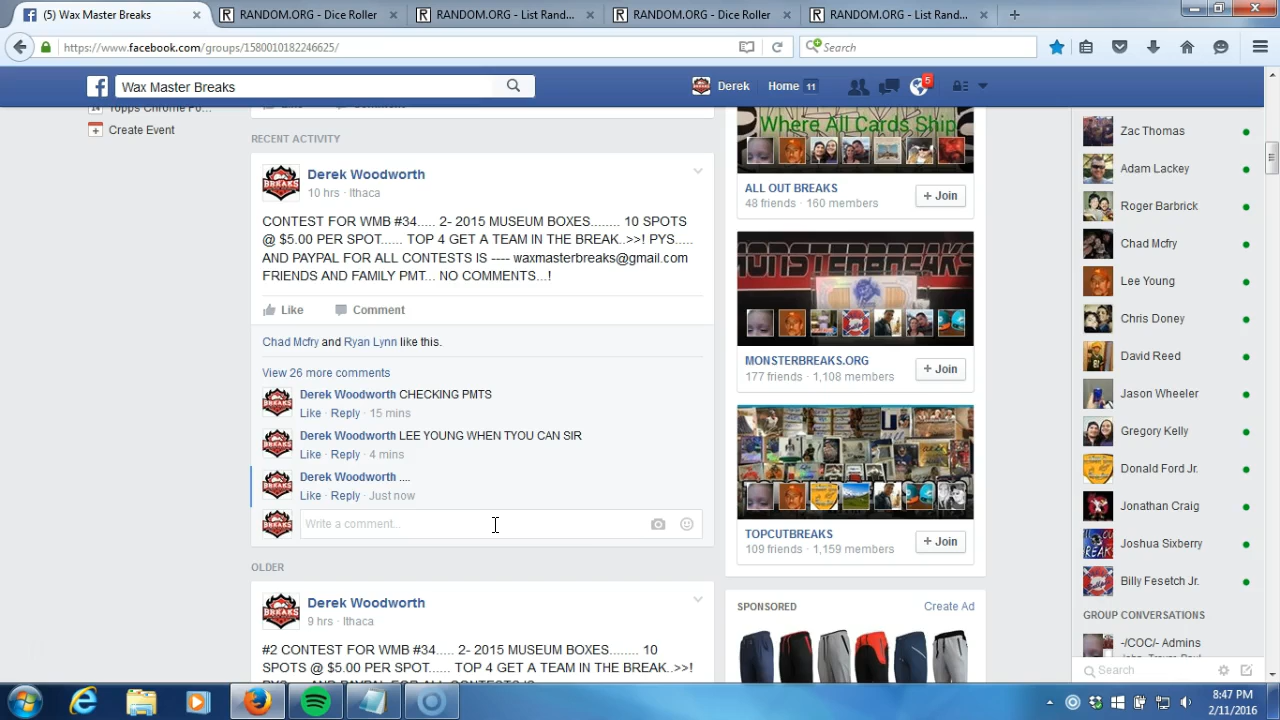 (5) Wax Master Breaks
RANDOM.ORG - Dice Roller
RANDOM.ORG - List Rand...
RANDOM.ORG - Dice Roller
RANDOM.ORG - List Rand...
https://www.facebook.com/groups/1580010182246625/
Search
Wax Master Breaks
Derek
Home 11
5
Topps Chrome Po...
Create Event
RECENT ACTIVITY
Derek Woodworth
10 hrs · Ithaca
CONTEST FOR WMB #34..... 2- 2015 MUSEUM BOXES........ 10 SPOTS
@ $5.00 PER SPOT...... TOP 4 GET A TEAM IN THE BREAK..>>! PYS.....
AND PAYPAL FOR ALL CONTESTS IS ---- waxmasterbreaks@gmail.com
FRIENDS AND FAMILY PMT... NO COMMENTS...!
Like Comment
Chad Mcfry and Ryan Lynn like this.
View 26 more comments
Derek Woodworth CHECKING PMTS
Like · Reply · 15 mins
Derek Woodworth LEE YOUNG WHEN TYOU CAN SIR
Like · Reply · 4 mins
Derek Woodworth ....
Like · Reply · Just now
Write a comment...
OLDER
Derek Woodworth
9 hrs · Ithaca
#2 CONTEST FOR WMB #34..... 2- 2015 MUSEUM BOXES........ 10
SPOTS @ $5.00 PER SPOT...... TOP 4 GET A TEAM IN THE BREAK..>>!
Where All Cards Ship
ALL OUT BREAKS
48 friends · 160 members
+ Join
MONSTERBREAKS
MONSTERBREAKS.ORG
177 friends · 1,108 members
+ Join
TOPCUTBREAKS
109 friends · 1,159 members
+ Join
SPONSORED
Create Ad
Zac Thomas
Adam Lackey
Roger Barbrick
Chad Mcfry
Lee Young
Chris Doney
David Reed
Jason Wheeler
Gregory Kelly
Donald Ford Jr.
Jonathan Craig
Joshua Sixberry
Billy Fesetch Jr.
GROUP CONVERSATIONS
-/COC/- Admins
Search
8:47 PM
2/11/2016